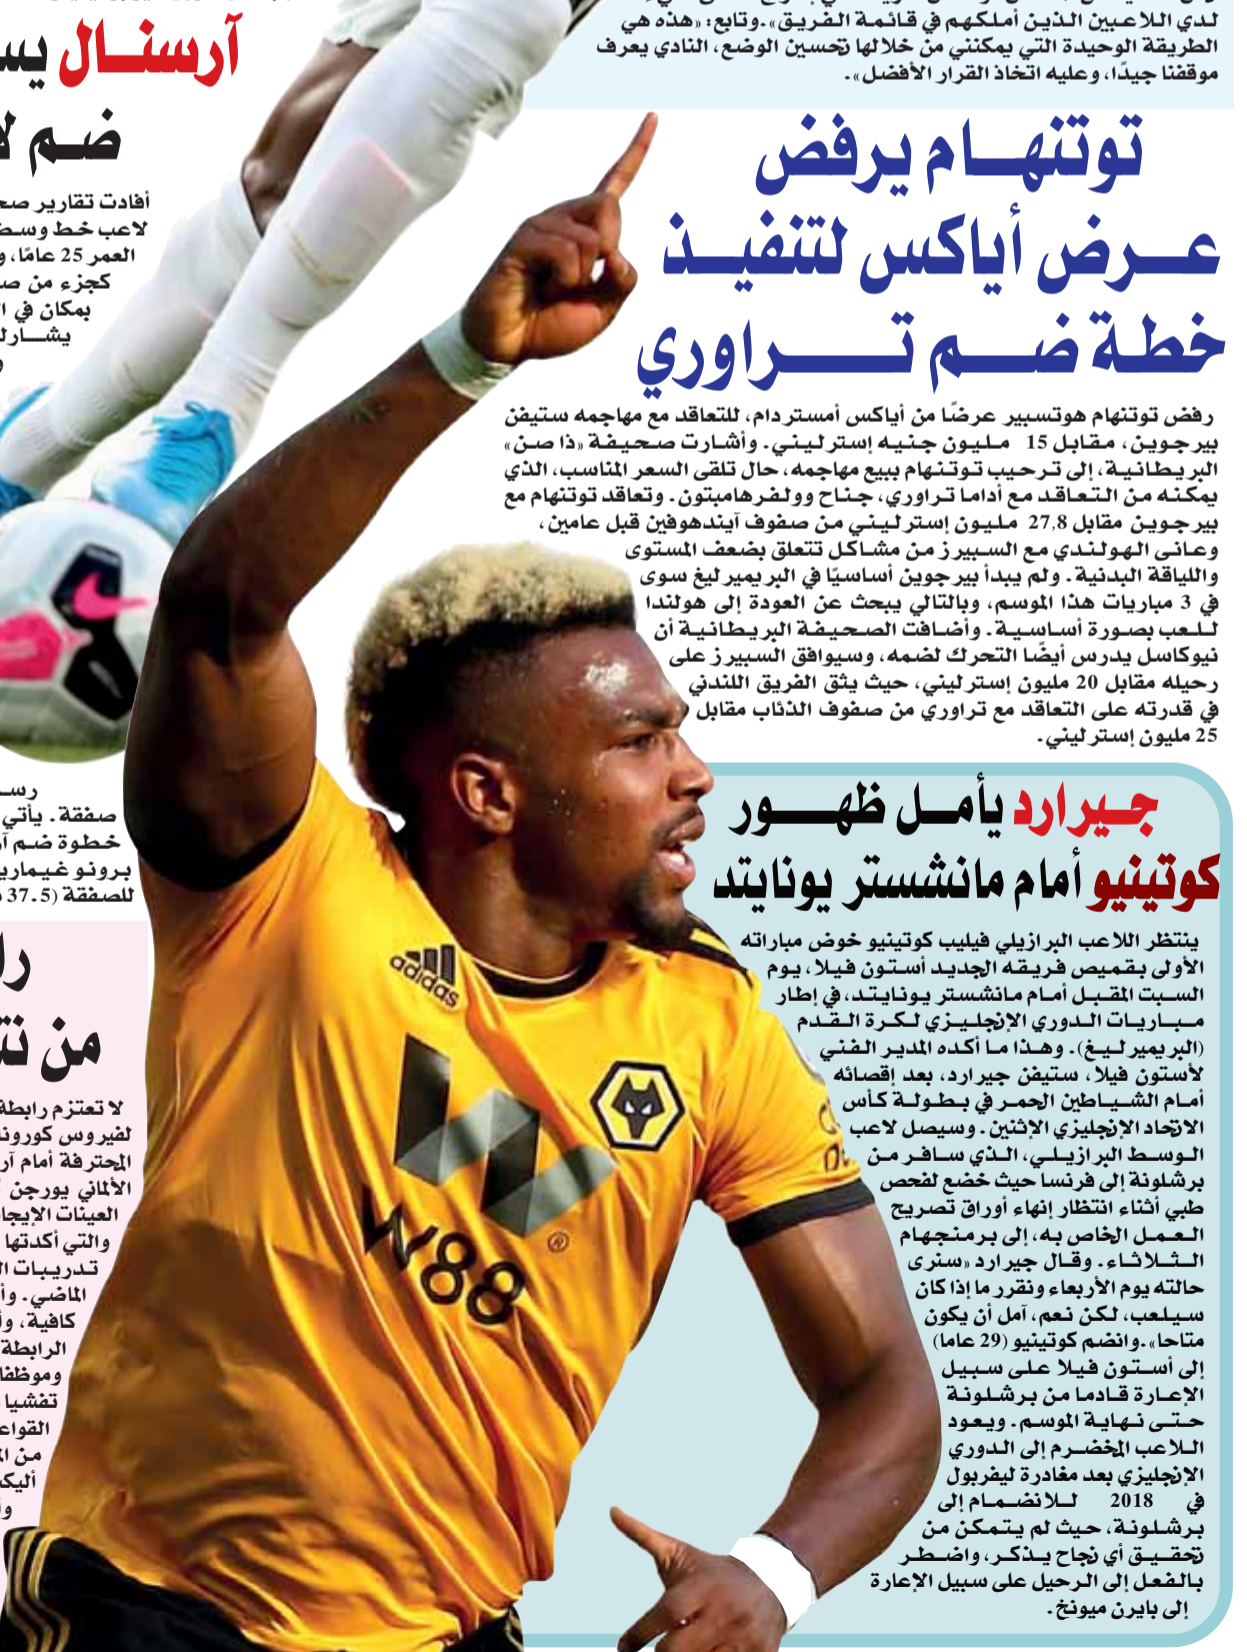 لدي اللاعبين الذين أملكهم في قائمة الفريق».وتابع: «هذه هي
الطريقة الوحيدة التي يمكنني من خلالها تحسين الوضع، النادي يعرف
موقفنا جيدًا، وعليه اتخاذ القرار الأفضل».
توتنهام يرفض
عرض أياكس لتنفيذ
خطة ضم تراوري
رفض توتنهام هوتسبير عرضًا من أياكس أمستردام، للتعاقد مع مهاجمه ستيفن
بيرجوين، مقابل 15 مليون جنيه إسترليني. وأشارت صحيفة «ذا صن»
البريطانية، إلى ترحيب توتنهام ببيع مهاجمه، حال تلقى السعر المناسب، الذي
يمكنه من التعاقد مع أداما تراوري، جناح وولفرهامبتون. وتعاقد توتنهام مع
بيرجوين مقابل 27,8 مليون إسترليني من صفوف آيندهوفين قبل عامين،
وعانى الهولندي مع السبيرز من مشاكل تتعلق بضعف المستوى
واللياقة البدنية. ولم يبدأ بيرجوين أساسيًا في البريميرليغ سوى
في 3 مباريات هذا الموسم، وبالتالي يبحث عن العودة إلى هولندا
للعب بصورة أساسية. وأضافت الصحيفة البريطانية أن
نيوكاسل يدرس أيضًا التحرك لضمه، وسيوافق السبيرز على
رحيله مقابل 20 مليون إسترليني، حيث يثق الفريق اللندني
في قدرته على التعاقد مع تراوري من صفوف الذئاب مقابل
25 مليون إسترليني.
جيرارد يأمل ظهور
كوتينيو أمام مانشستر يونايتد
ينتظر اللاعب البرازيلي فيليب كوتينيو خوض مباراته
الأولى بقميص فريقه الجديد أستون فيلا، يوم
السبت المقبل أمام مانشستر يونايتد، في إطار
مباريات الدوري الإنجليزي لكرة القدم
(البريميرليغ). وهذا ما أكده المدير الفني
لأستون فيلا، ستيفن جيرارد، بعد إقصائه
أمام الشياطين الحمر في بطولة كأس
الاتحاد الإنجليزي الإثنين. وسيصل لاعب
الوسط البرازيلي، الذي سافر من
برشلونة إلى فرنسا حيث خضع لفحص
طبي أثناء انتظار إنهاء أوراق تصريح
العمل الخاص به، إلى برمنجهام
الثلاثاء. وقال جيرارد «سنرى
حالته يوم الأربعاء ونقرر ما إذا كان
سيلعب، لكن نعم، آمل أن يكون
متاحا».وانضم كوتينيو (29 عاما)
إلى أستون فيلا على سبيل
الإعارة قادما من برشلونة
حتى نهاية الموسم. ويعود
اللاعب المخضرم إلى الدوري
الإنجليزي بعد مغادرة ليفربول
في 2018 للانضمام إلى
برشلونة، حيث لم يتمكن من
تحقيق أي نجاح يذكر، واضطر
بالفعل إلى الرحيل على سبيل الإعارة
إلى بايرن ميونخ.
آرسنال
ضم
أفادت تقارير
لاعب خط
العمر 25 عامًا،
كجزء من
بمكان في
رسـ
صفقة. يأتي
خطوة ضم
برونو
للصفقة (37.5
من
لا تعتزم رابطة
لفيروس
المحترفة أمام
الألماني يورجن
العينات
والتي أكدتها
تدريبات
الماضي.
كافية،
الرابطة
تفشيا
من
adidas
W88